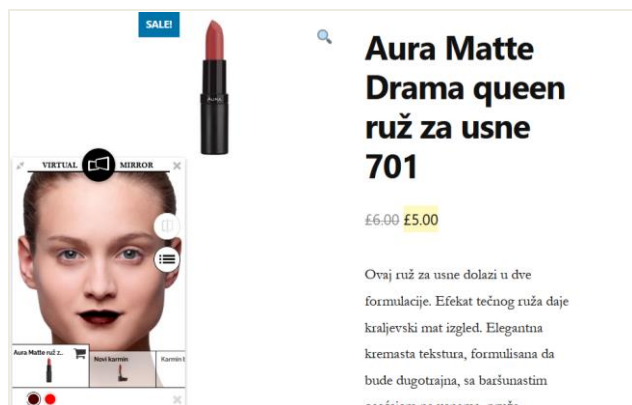 SALE!
AURA
Aura Matte
Drama queen
ruž za usne
701
£6.00 £5.00
Ovaj ruž za usne dolazi u dve
formulacije. Efekat tečnog ruža daje
kraljevski mat izgled. Elegantna
kremasta tekstura, formulisana da
bude dugotrajna, sa baršunastim
VIRTUAL MIRROR
Aura Matte ruž z..
Novi karmin
Karmin b